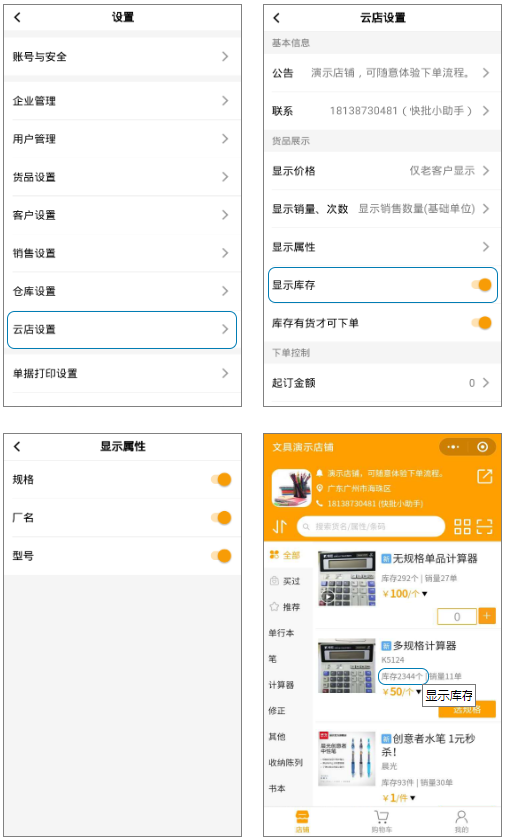 设置
账号与安全
企业管理
用户管理
货品设置
客户设置
销售设置
仓库设置
云店设置
单据打印设置
云店设置
基本信息
公告 演示店铺，可随意体验下单流程。
联系 18138730481（快批小助手）
货品展示
显示价格 仅老客户显示
显示销量、次数 显示销售数量(基础单位)
显示属性
显示库存
库存有货才可下单
下单控制
起订金额 0
显示属性
规格
厂名
型号
文具演示店铺
演示店铺，可随意体验下单流程。
广东广州市海珠区
18138730481 (快批小助手)
搜索货名/属性/条码
全部
买过
推荐
单行本
笔
计算器
修正
其他
收纳陈列
书本
新 无规格单品计算器
库存292个 | 销量27单
￥100/个
0 +
新 多规格计算器
K5124
库存2344个 | 销量11单
￥50/个
显示库存
选规格
晨光创意者
中性笔
新 创意者水笔 1元秒
杀！
晨光
库存93件 | 销量30单
￥1/件
店铺
购物车
我的